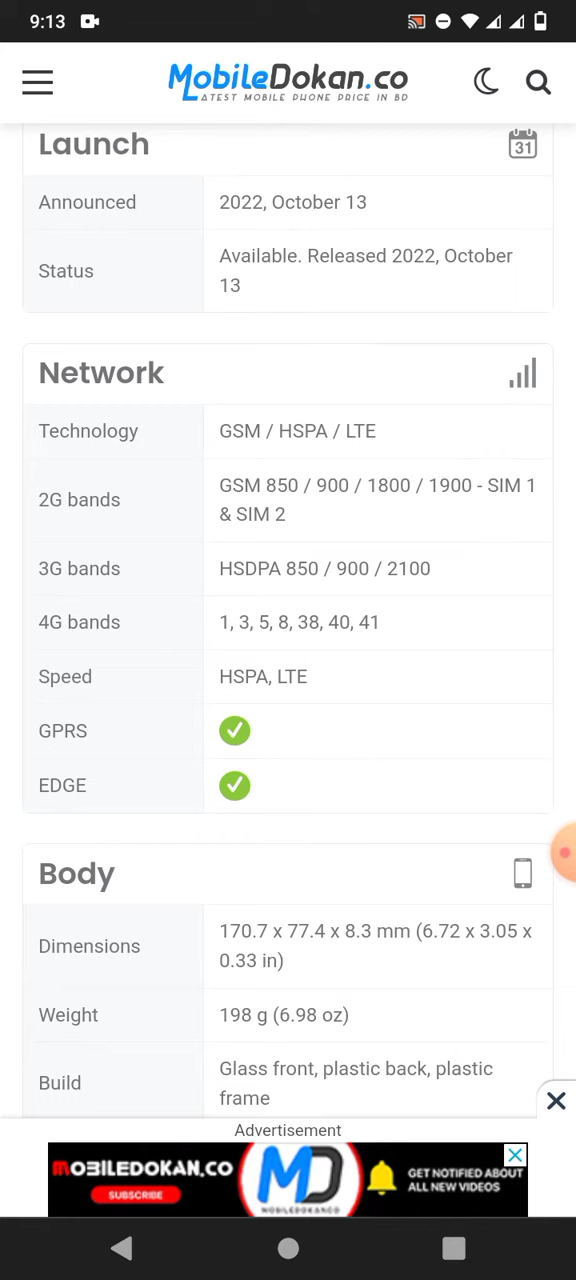 9:13
MobileDokan.co
LATEST MOBILE PHONE PRICE IN BD
Launch
31
Announced
2022, October 13
Status
Available. Released 2022, October
13
Network
Technology
GSM / HSPA / LTE
2G bands
GSM 850 / 900 / 1800 / 1900 - SIM 1
& SIM 2
3G bands
HSDPA 850 / 900 / 2100
4G bands
1, 3, 5, 8, 38, 40, 41
Speed
HSPA, LTE
GPRS
EDGE
Body
Dimensions
170.7 x 77.4 x 8.3 mm (6.72 x 3.05 x
0.33 in)
Weight
198 g (6.98 oz)
Build
Glass front, plastic back, plastic
frame
Advertisement
MOBILEDOKAN.CO
SUBSCRIBE
MD
MOBILEDOKANCO
GET NOTIFIED ABOUT
ALL NEW VIDEOS